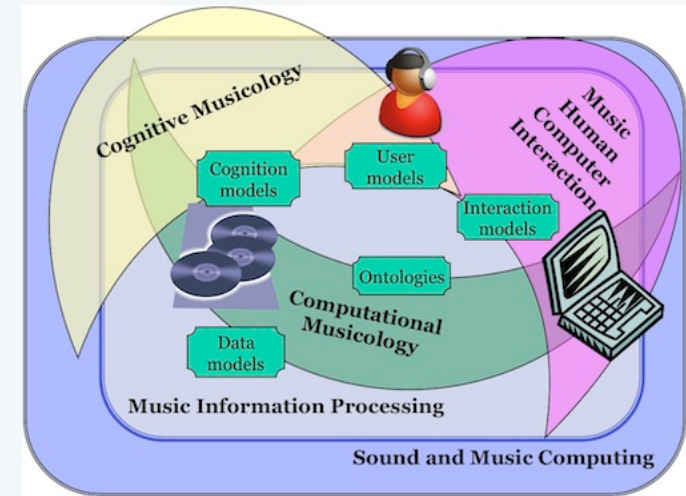 Cognitive Musicology
Music
Human
Computer
Interaction
Cognition
models
User
models
Interaction
models
Ontologies
Computational
Musicology
Data
models
Music Information Processing
Sound and Music Computing